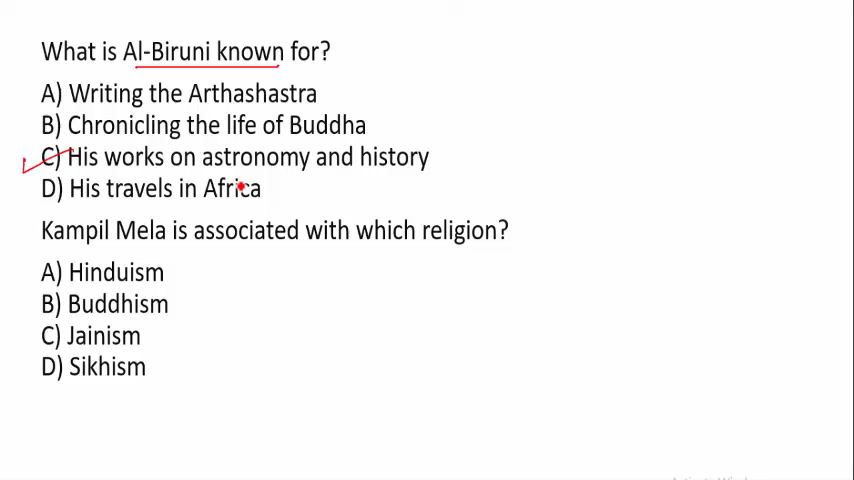 What is Al-Biruni known for?
A) Writing the Arthashastra
B) Chronicling the life of Buddha
C) His works on astronomy and history
D) His travels in Africa
Kampil Mela is associated with which religion?
A) Hinduism
B) Buddhism
C) Jainism
D) Sikhism